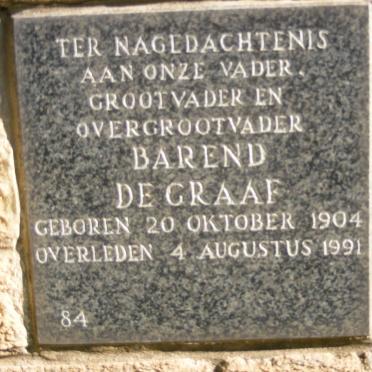 TER NAGEDACHTENIS
AAN ONZE VADER,
GROOTVADER EN
OVERGROOTVADER
BAREND
DE GRAAF
GEBOREN 20 OKTOBER 1904
OVERLEDEN 4 AUGUSTUS 1991
84